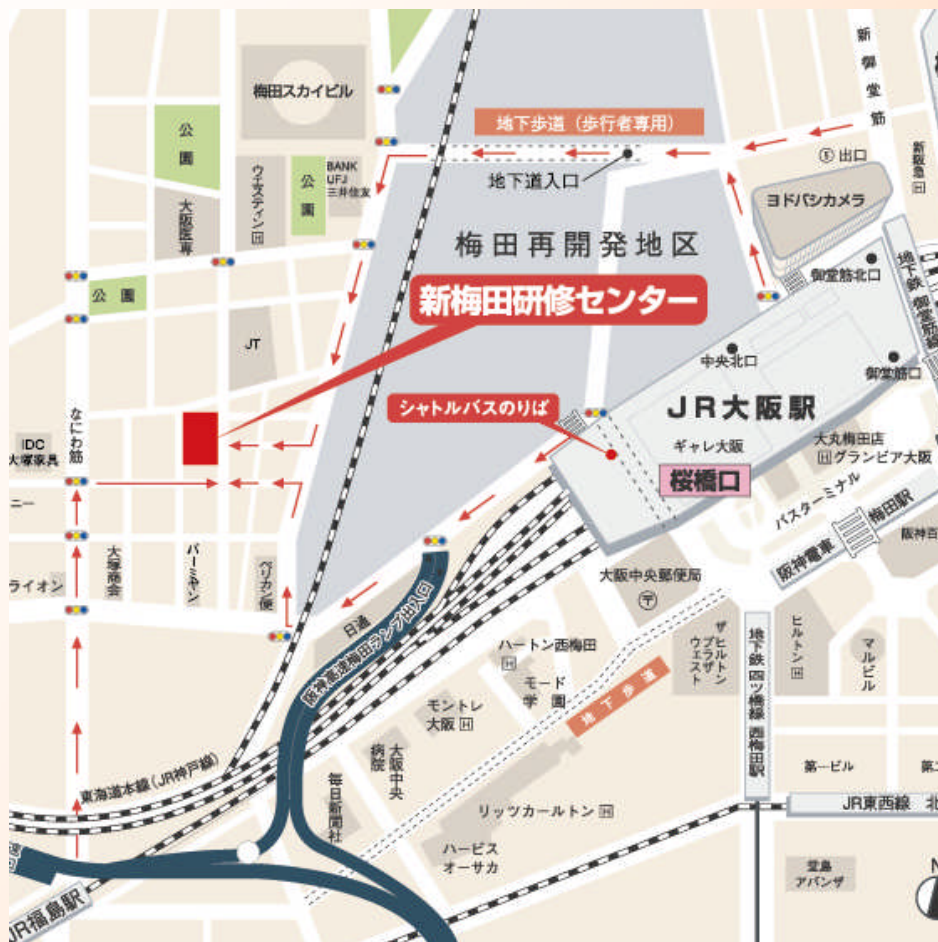 新御堂筋
梅田スカイビル
地下歩道（歩行者専用）
公園
ウェスティンH
公園
BANK
UFJ
三井住友
地下道入口
⑤出口
新阪急H
ヨドバシカメラ
大阪医専
梅田再開発地区
地下鉄 御堂筋線
御堂筋北口
公園
新梅田研修センター
JT
中央北口
御堂筋口
シャトルバスのりば
JR大阪駅
なにわ筋
IDC
大塚家具
ギャレ大阪
大丸梅田店
Hグランビア大阪
桜橋口
バスターミナル
梅田駅
阪神電車
阪神百
ニー
大塚商会
バーミヤン
ペリカン便
ライオン
大阪中央郵便局
〒
日通
阪神高速梅田ランプ出入口
ハートン西梅田
H
モード
学園
地下歩道
ザ・ヒルトン
プラザ
ウエスト
地下鉄 四ツ橋線 西梅田駅
ヒルトンH
マルビル
モントレ
大阪H
大阪中央
病院
東海道本線（JR神戸線）
毎日新聞社
第一ビル
第二
リッツカールトンH
JR東西線 北
ハービス
オーサカ
堂島
アバンザ
N
JR福島駅